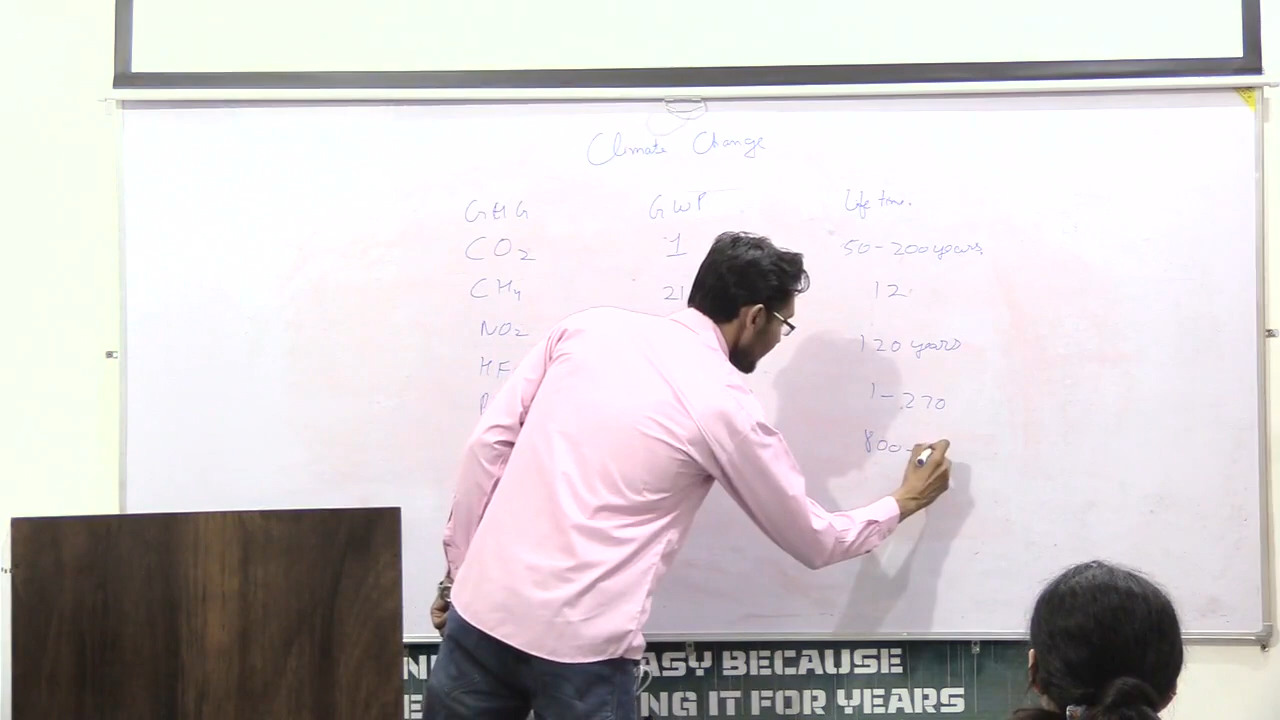 Climate Change
GHG GWP Life time.
CO2 1 50-200 years.
CH4 21 12
NO2 120 years
HF 1-270
800-
ASY BECAUSE
NG IT FOR YEARS